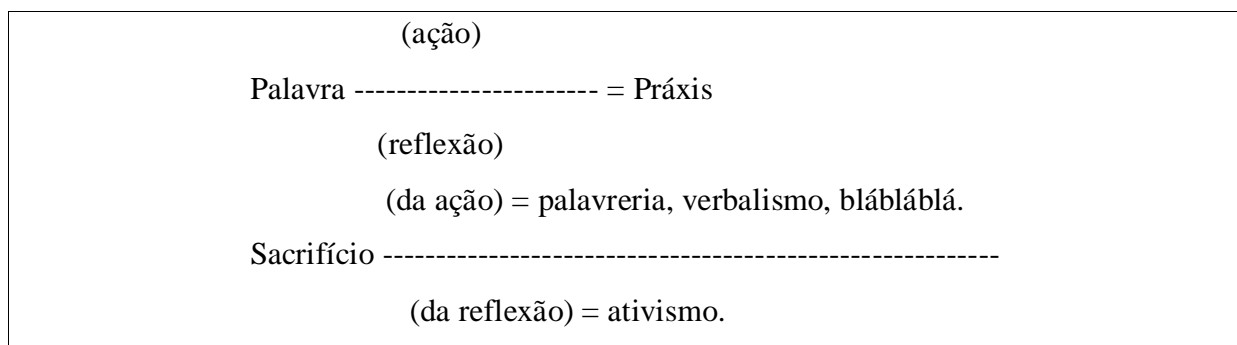 (ação)
Palavra ----------------------- = Práxis
(reflexão)
(da ação) = palavreria, verbalismo, blábláblá.
Sacrifício -----------------------------------------------------------
(da reflexão) = ativismo.